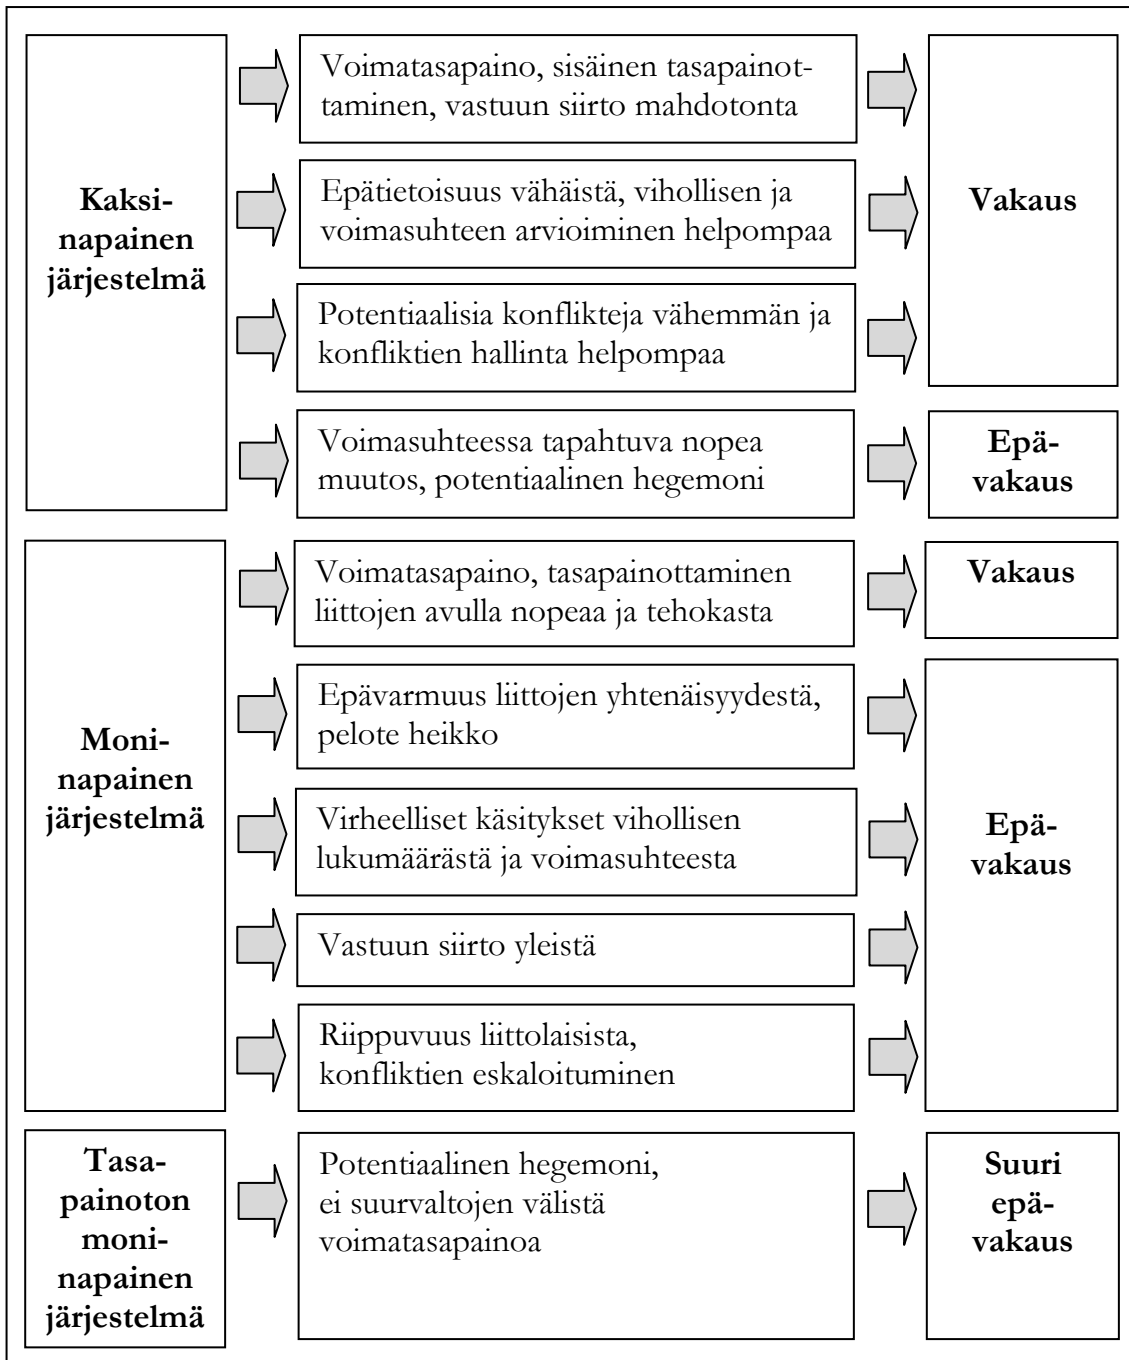 Kaksi-
napainen
järjestelmä
Voimatasapaino, sisäinen tasapainot-
taminen, vastuun siirto mahdotonta
Epätietoisuus vähäistä, vihollisen ja
voimasuhteen arvioiminen helpompaa
Potentiaalisia konflikteja vähemmän ja
konfliktien hallinta helpompaa
Vakaus
Voimasuhteessa tapahtuva nopea
muutos, potentiaalinen hegemoni
Epä-
vakaus
Moni-
napainen
järjestelmä
Voimatasapaino, tasapainottaminen
liittojen avulla nopeaa ja tehokasta
Vakaus
Epävarmuus liittojen yhtenäisyydestä,
pelote heikko
Virheelliset käsitykset vihollisen
lukumäärästä ja voimasuhteesta
Vastuun siirto yleistä
Riippuvuus liittolaisista,
konfliktien eskaloituminen
Epä-
vakaus
Tasa-
painoton
moni-
napainen
järjestelmä
Potentiaalinen hegemoni,
ei suurvaltojen välistä
voimatasapainoa
Suuri
epä-
vakaus